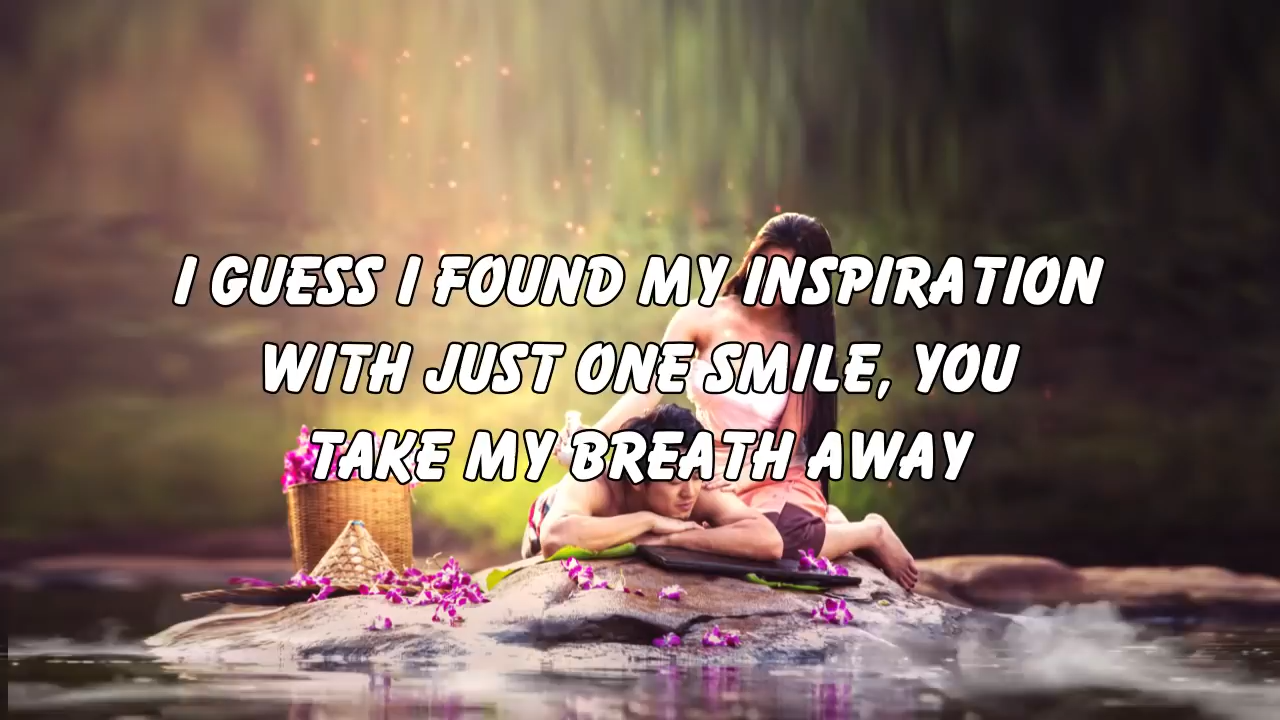 I GUESS I FOUND MY INSPIRATION
WITH JUST ONE SMILE, YOU
TAKE MY BREATH AWAY